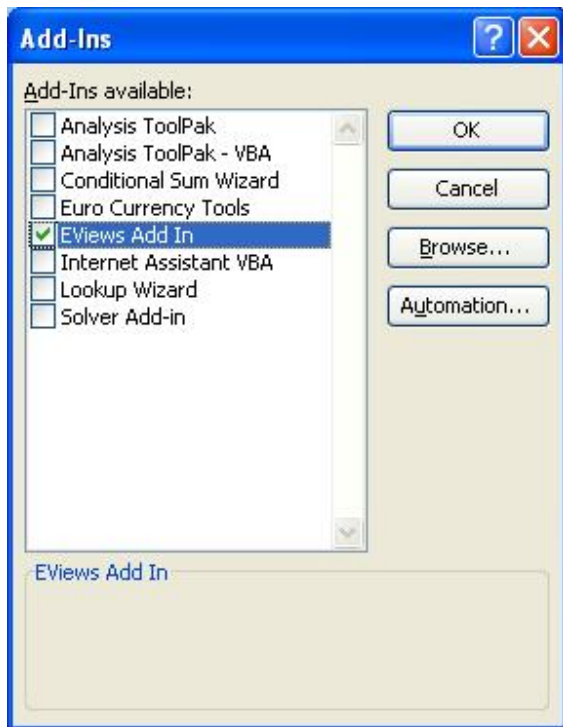 Add-Ins
Add-Ins available:
Analysis ToolPak
Analysis ToolPak - VBA
Conditional Sum Wizard
Euro Currency Tools
EViews Add In
Internet Assistant VBA
Lookup Wizard
Solver Add-in
OK
Cancel
Browse...
Automation...
EViews Add In